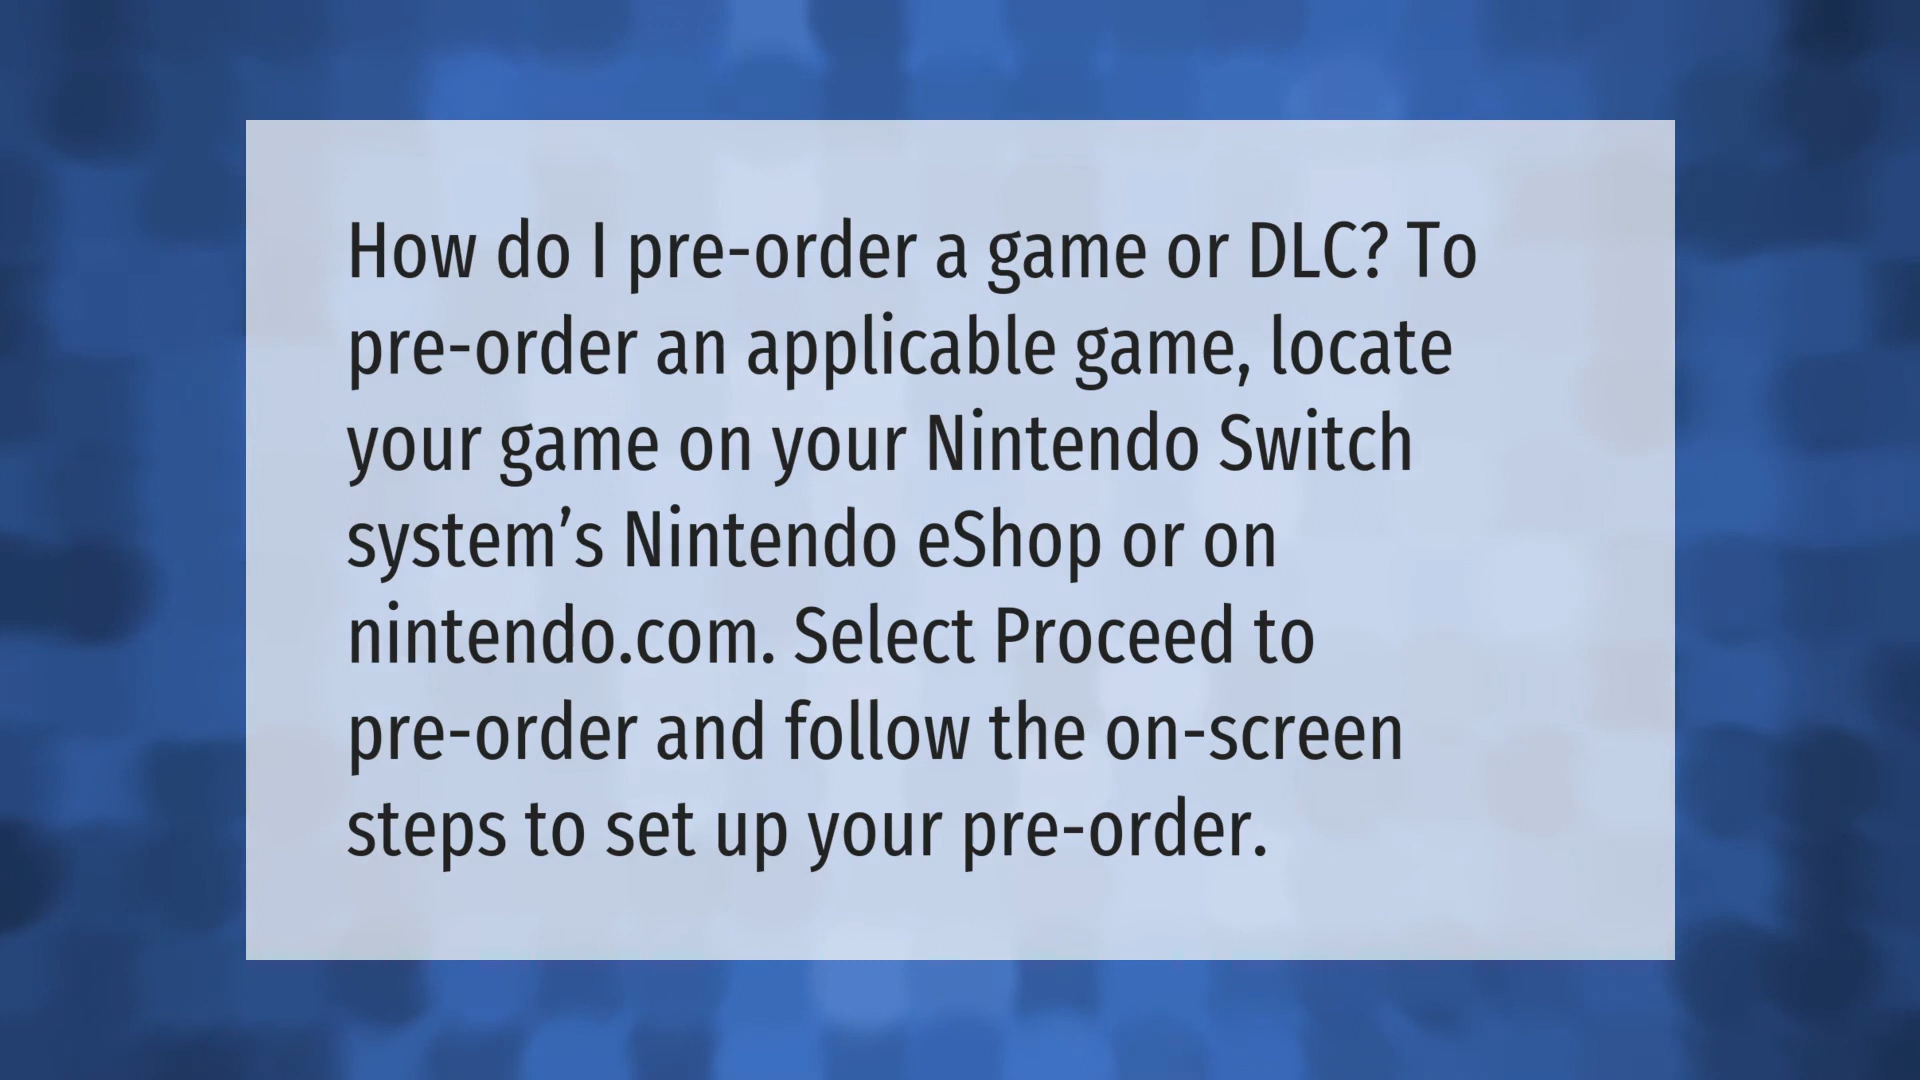 How do I pre-order a game or DLC? To
pre-order an applicable game, locate
your game on your Nintendo Switch
system’s Nintendo eShop or on
nintendo.com. Select Proceed to
pre-order and follow the on-screen
steps to set up your pre-order.